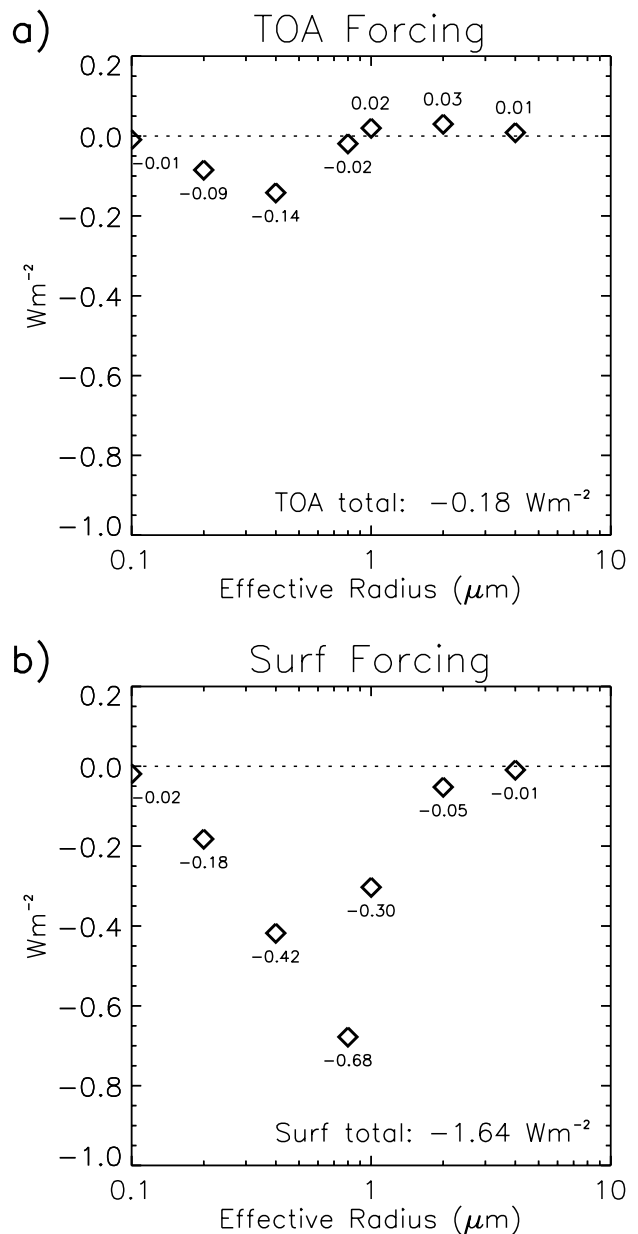 a) TOA Forcing
0.2
0.02 0.03 0.01
0.0
−0.01
−0.02
−0.09
−0.14
−0.2
Wm⁻²
−0.4
−0.6
−0.8
TOA total: −0.18 Wm⁻²
−1.0
0.1 1 10
Effective Radius (μm)
b) Surf Forcing
0.2
0.0
−0.02
−0.01
−0.05
−0.18
−0.2
−0.30
Wm⁻²
−0.4
−0.42
−0.6
−0.68
−0.8
Surf total: −1.64 Wm⁻²
−1.0
0.1 1 10
Effective Radius (μm)